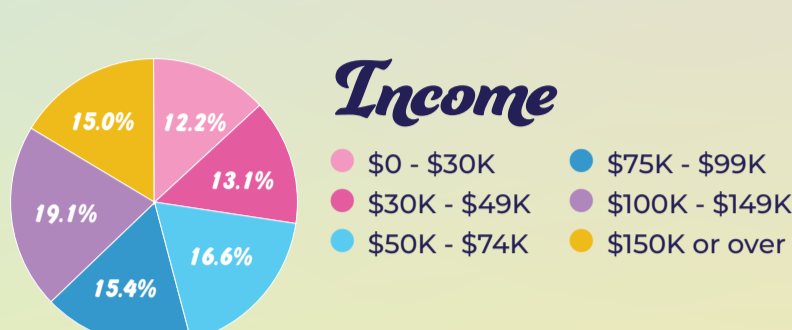 Income
15.0%
12.2%
13.1%
19.1%
16.6%
15.4%
$0 - $30K
$75K - $99K
$30K - $49K
$100K - $149K
$50K - $74K
$150K or over